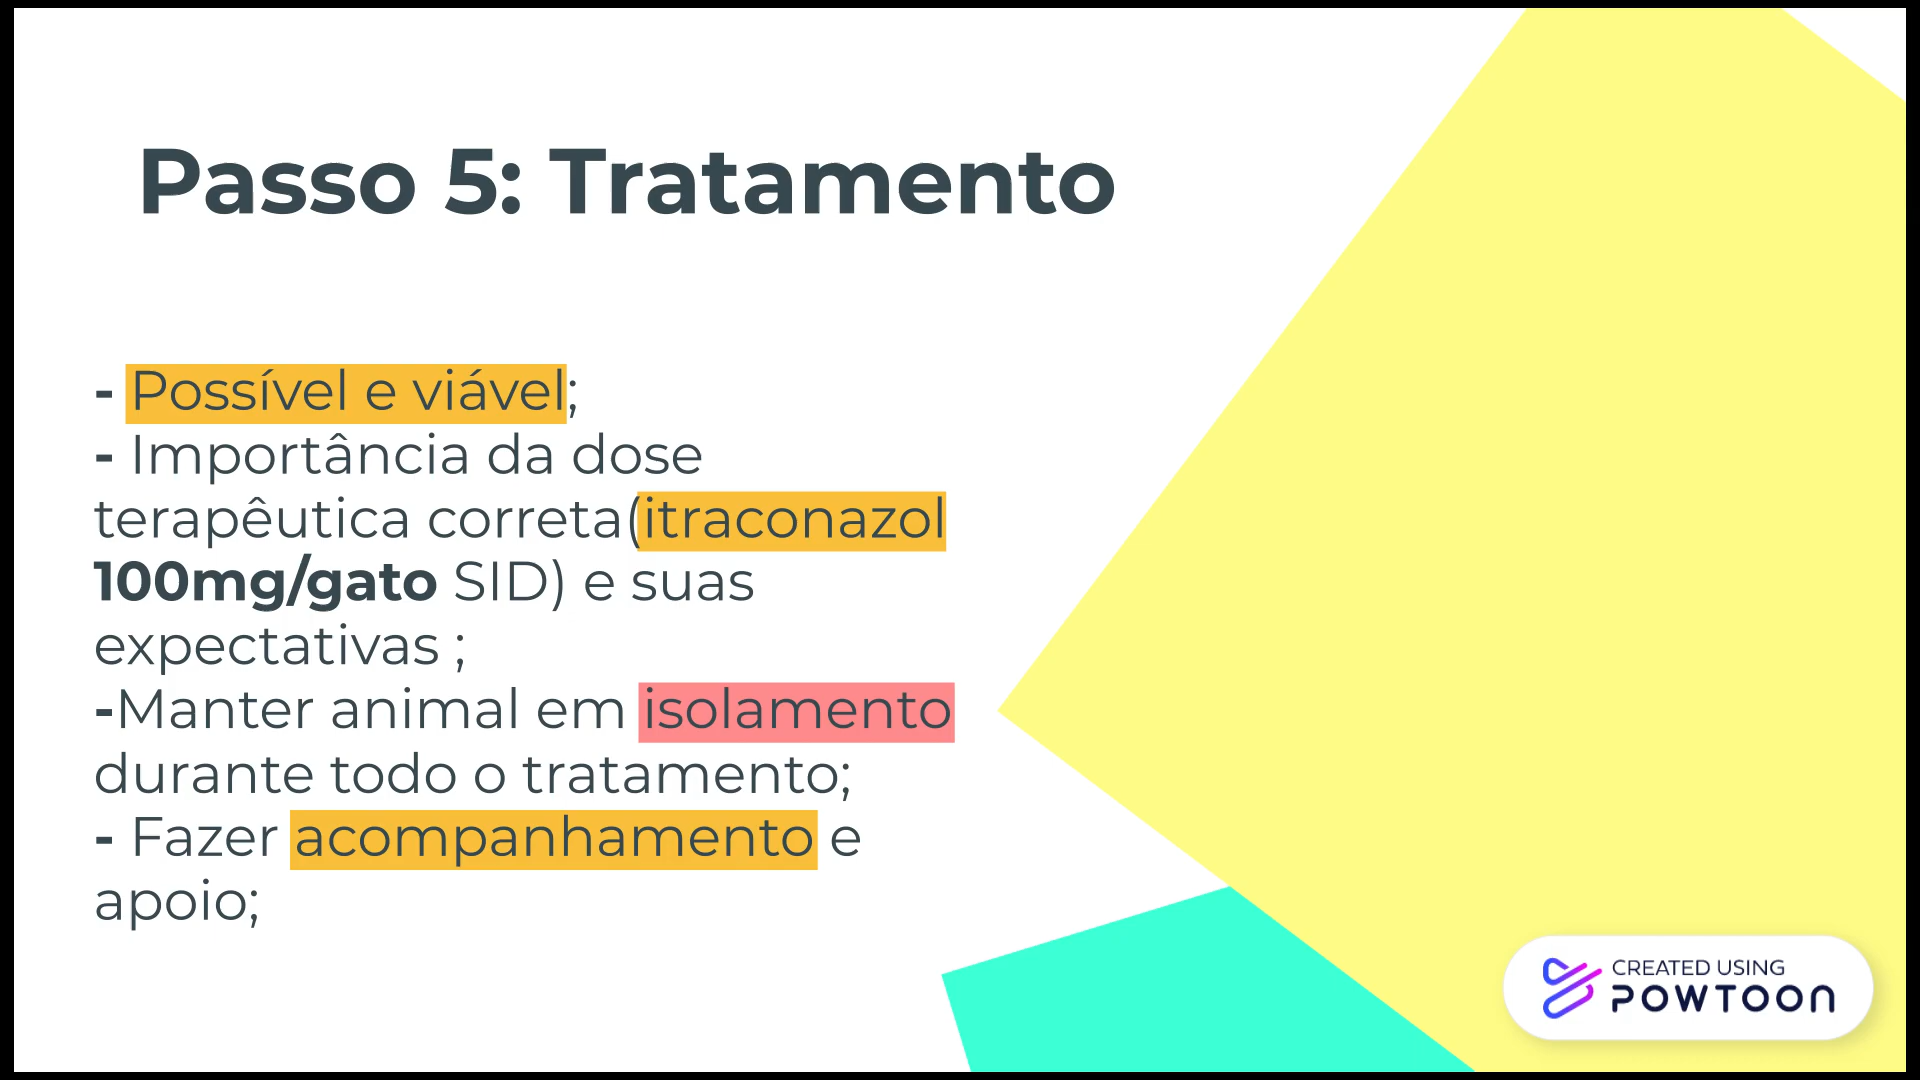 Passo 5: Tratamento
- Possível e viável;
- Importância da dose
terapêutica correta(itraconazol
100mg/gato SID) e suas
expectativas ;
-Manter animal em isolamento
durante todo o tratamento;
- Fazer acompanhamento e
apoio;
CREATED USING
POWTOON